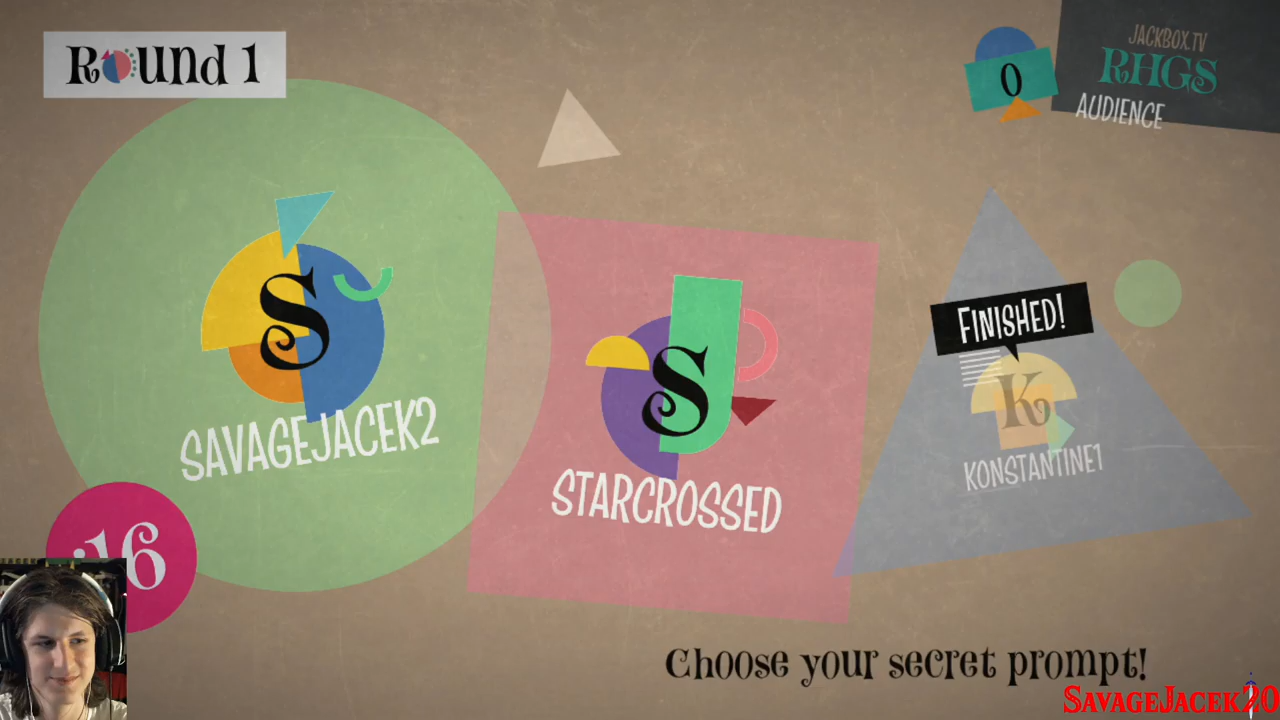 Round 1
JACKBOX.TV
RHGS
AUDIENCE
0
S
SAVAGEJACEK2
S
STARCROSSED
FINISHED!
K
KONSTANTINE1
:16
Choose your secret prompt!
SAVAGEJACEK20